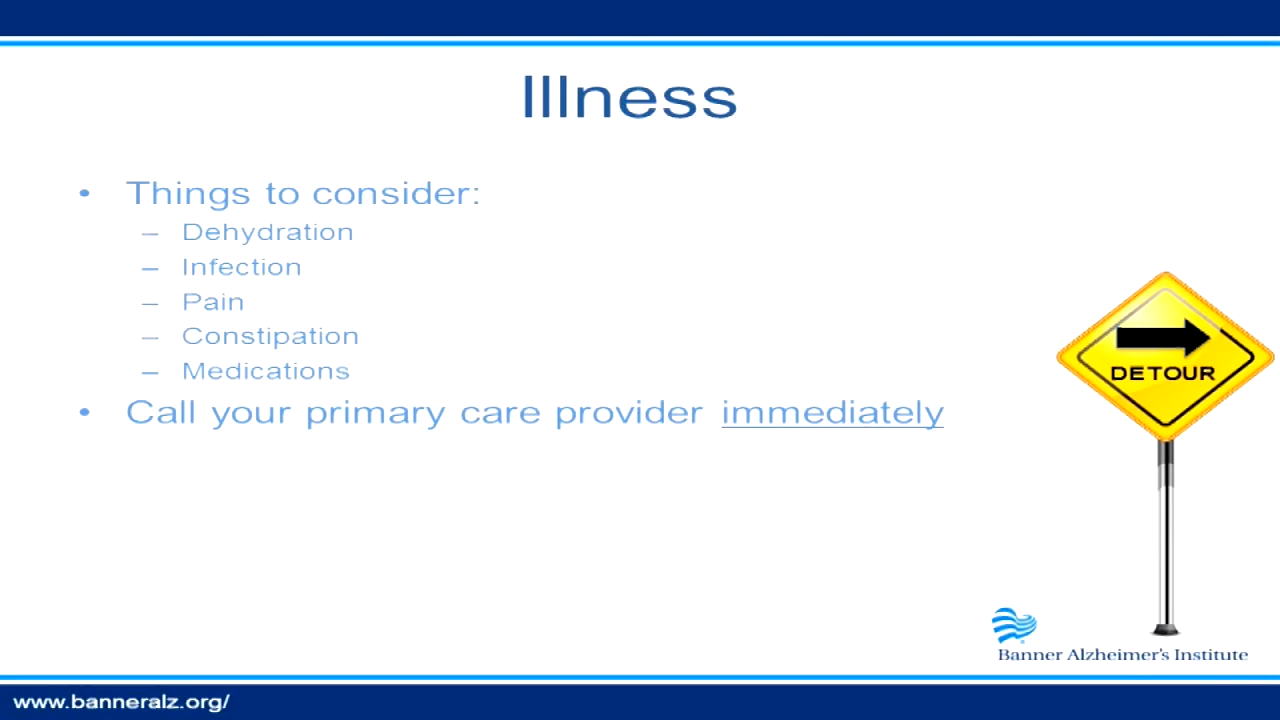 Illness
• Things to consider:
– Dehydration
– Infection
– Pain
– Constipation
– Medications
• Call your primary care provider immediately
DETOUR
Banner Alzheimer's Institute
www.banneralz.org/